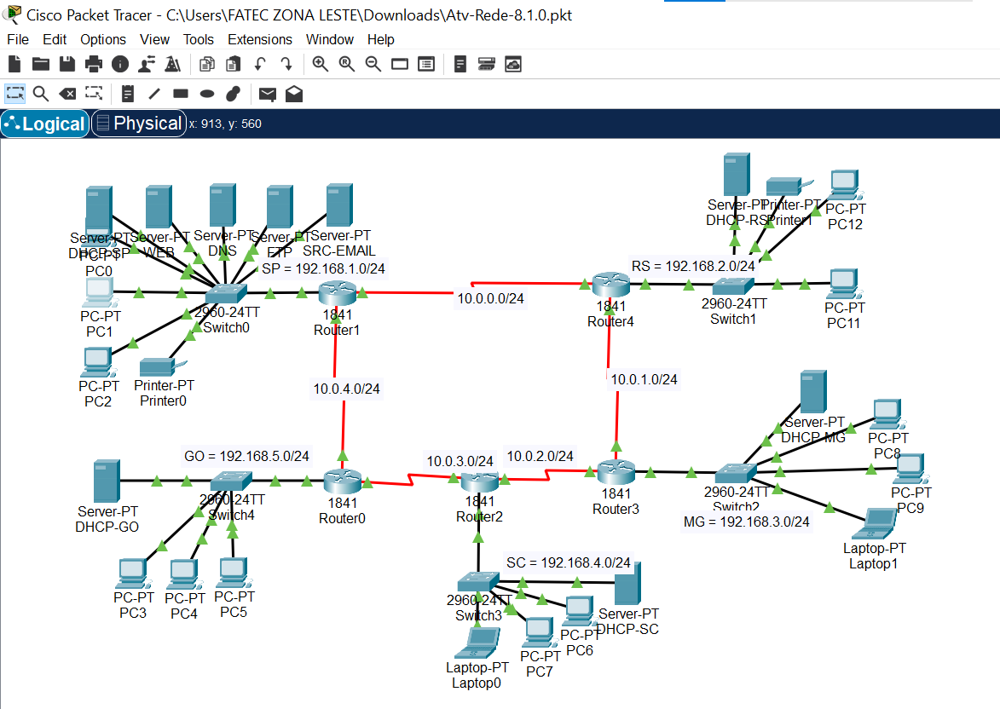 Cisco Packet Tracer - C:\Users\FATEC ZONA LESTE\Downloads\Atv-Rede-8.1.0.pkt
File Edit Options View Tools Extensions Window Help
Logical Physical x: 913, y: 560
Server-PT
DHCP-SP
Server-PT
WEB
Server-PT
DNS
Server-PT
FTP
Server-PT
SRC-EMAIL
PC-PT
PC0
SP = 192.168.1.0/24
PC-PT
PC1
2960-24TT
Switch0
1841
Router1
PC-PT
PC2
Printer-PT
Printer0
10.0.0.0/24
Server-PT
DHCP-RS
Printer-PT
Printer1
PC-PT
PC12
RS = 192.168.2.0/24
1841
Router4
2960-24TT
Switch1
PC-PT
PC11
10.0.4.0/24
10.0.1.0/24
Server-PT
DHCP-MG
PC-PT
PC8
GO = 192.168.5.0/24
10.0.3.0/24
10.0.2.0/24
Server-PT
DHCP-GO
2960-24TT
Switch4
1841
Router0
1841
Router2
1841
Router3
2960-24TT
Switch2
PC-PT
PC9
MG = 192.168.3.0/24
Laptop-PT
Laptop1
SC = 192.168.4.0/24
PC-PT
PC3
PC-PT
PC4
PC-PT
PC5
2960-24TT
Switch3
Server-PT
DHCP-SC
PC-PT
PC6
PC-PT
PC7
Laptop-PT
Laptop0